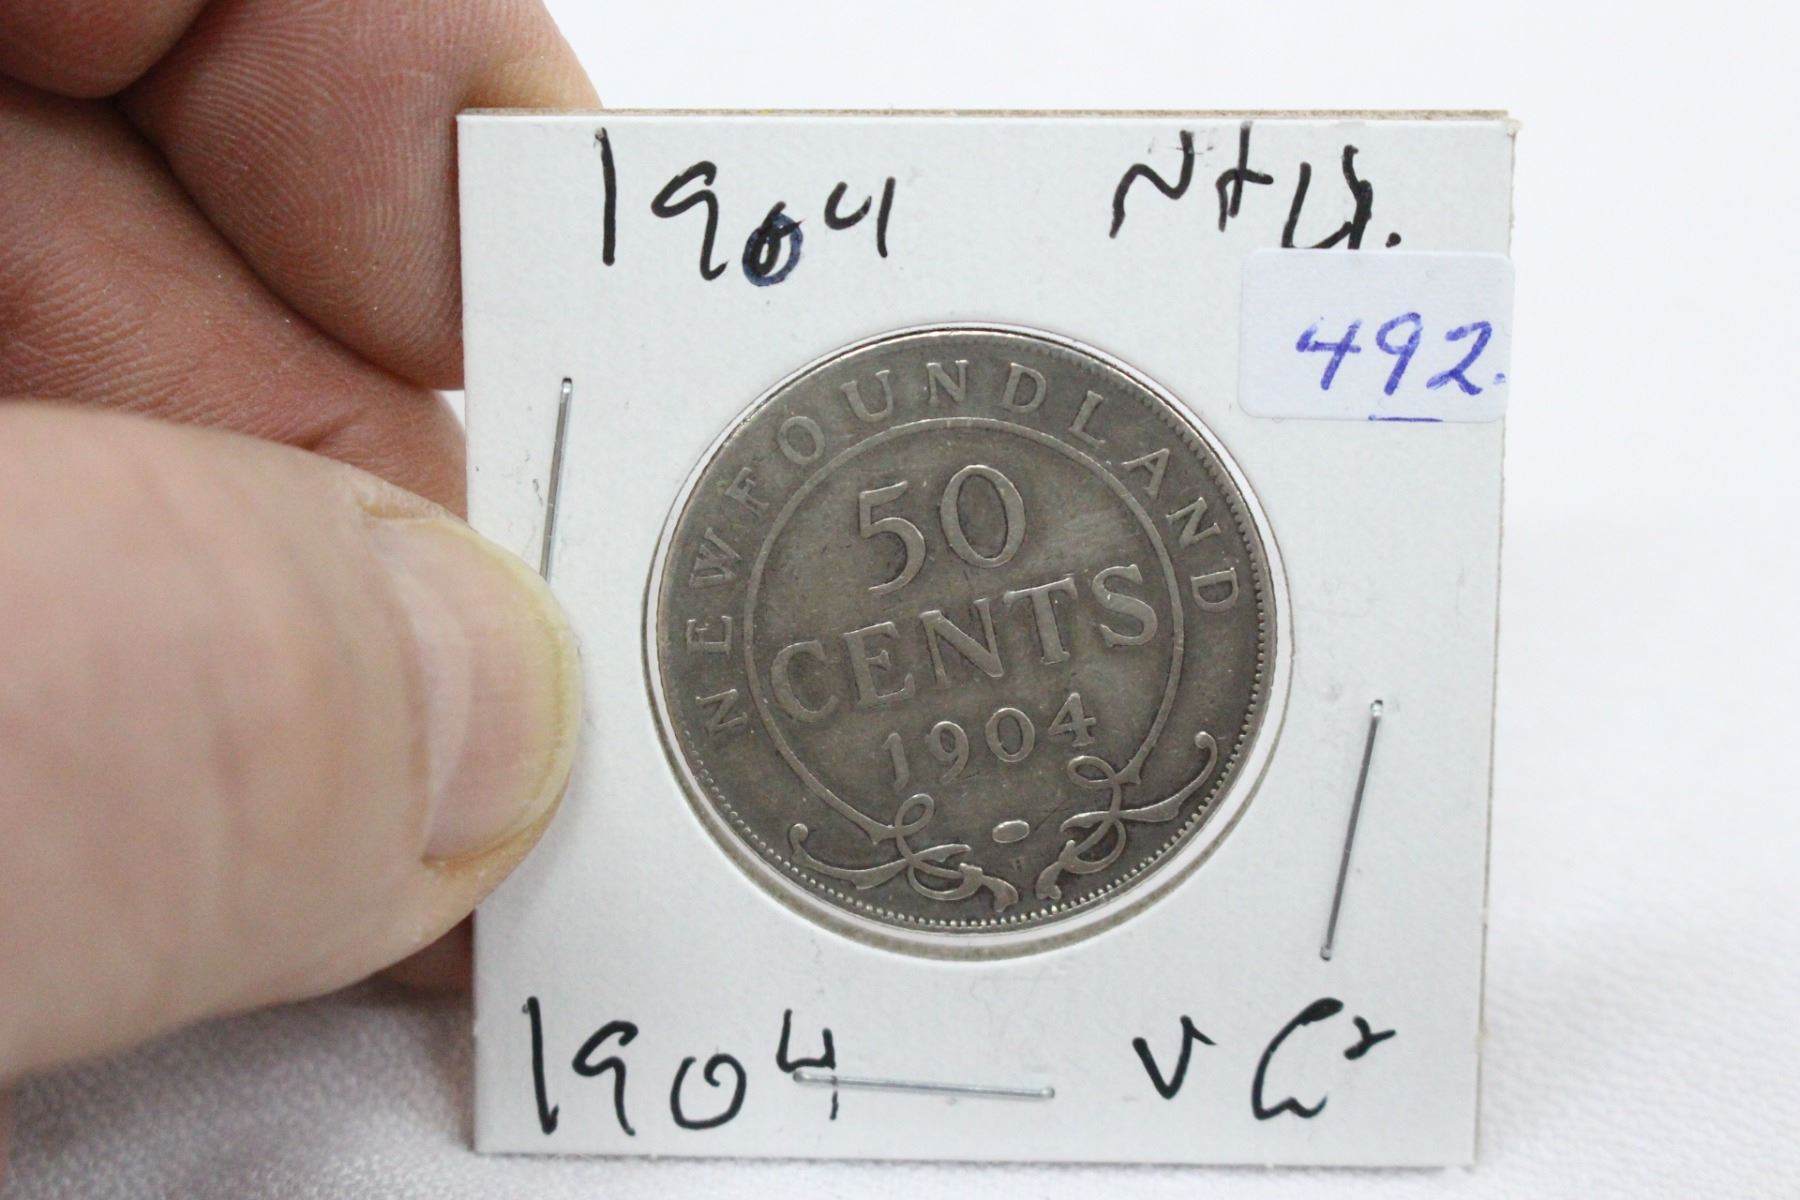 1904 Nfld.
492.
NEWFOUNDLAND
50
CENTS
1904
H
1904 VG